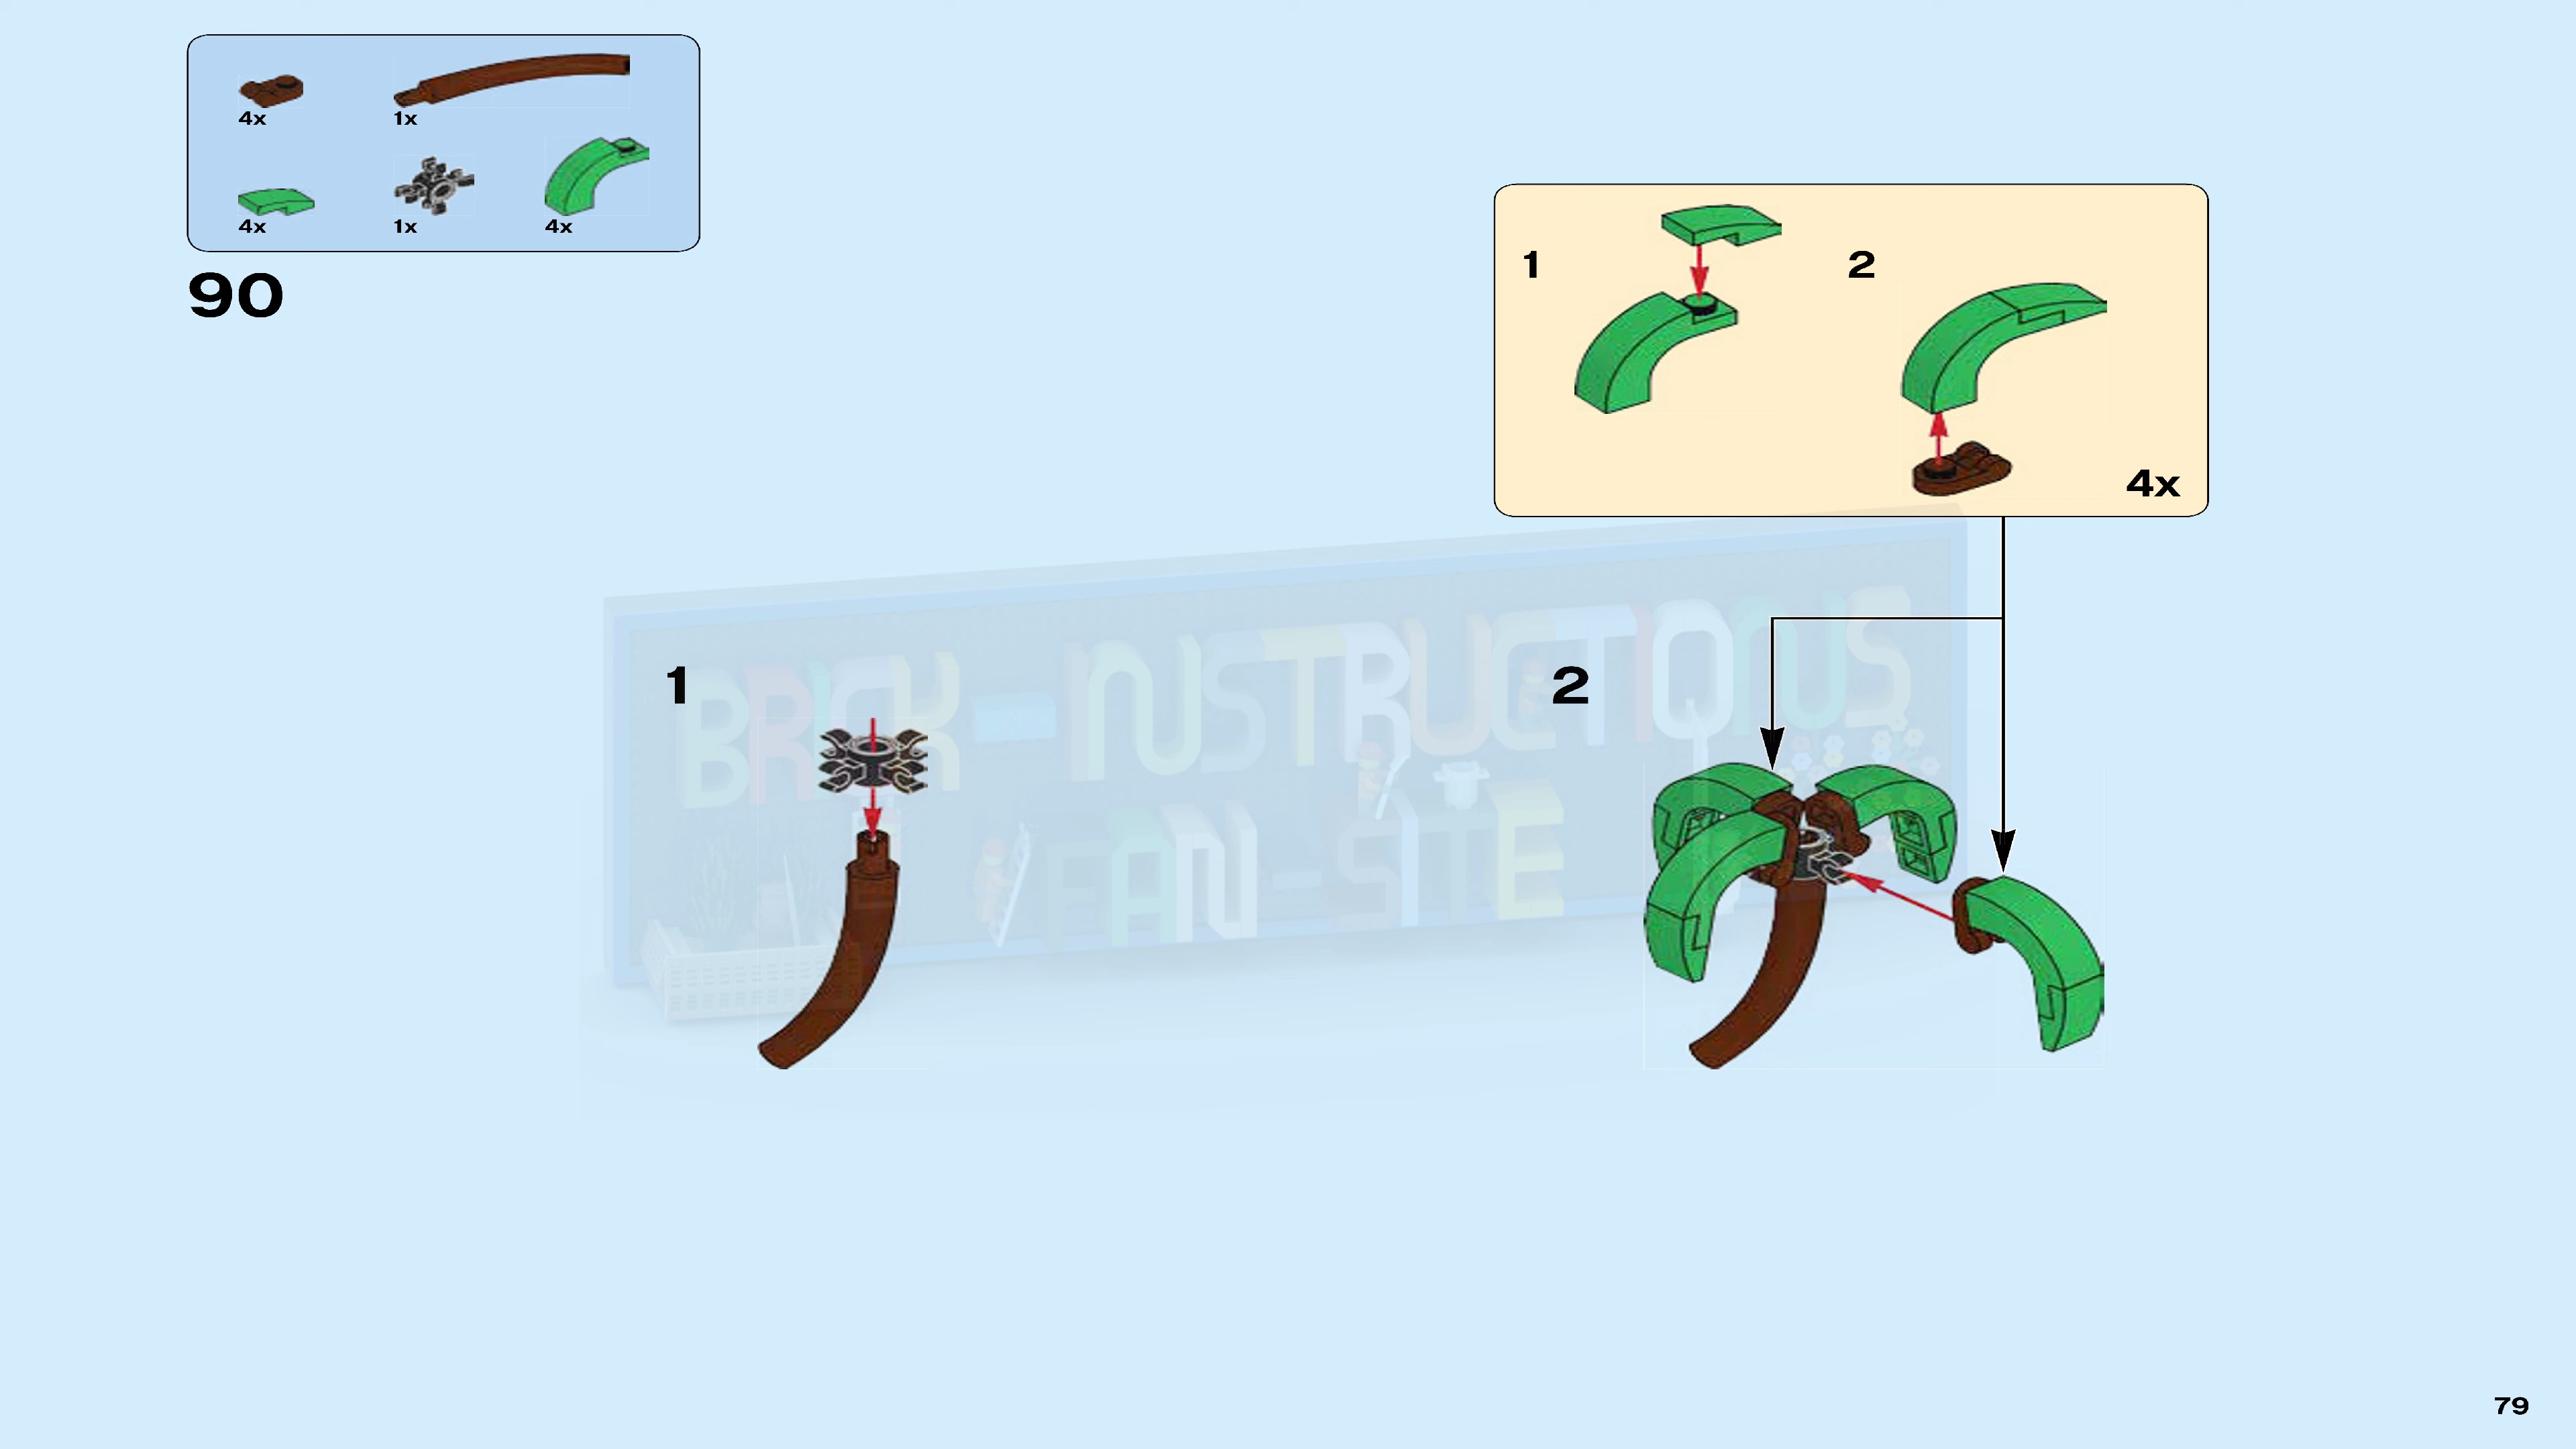 4x 1x
4x 1x 4x
90
1 2
4x
1 2
BRICK-INSTRUCTIONS
FAN-SITE
79